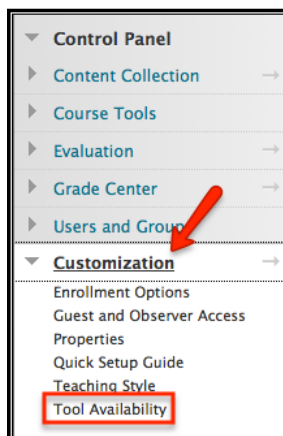 Control Panel
Content Collection
Course Tools
Evaluation
Grade Center
Users and Group
Customization
Enrollment Options
Guest and Observer Access
Properties
Quick Setup Guide
Teaching Style
Tool Availability